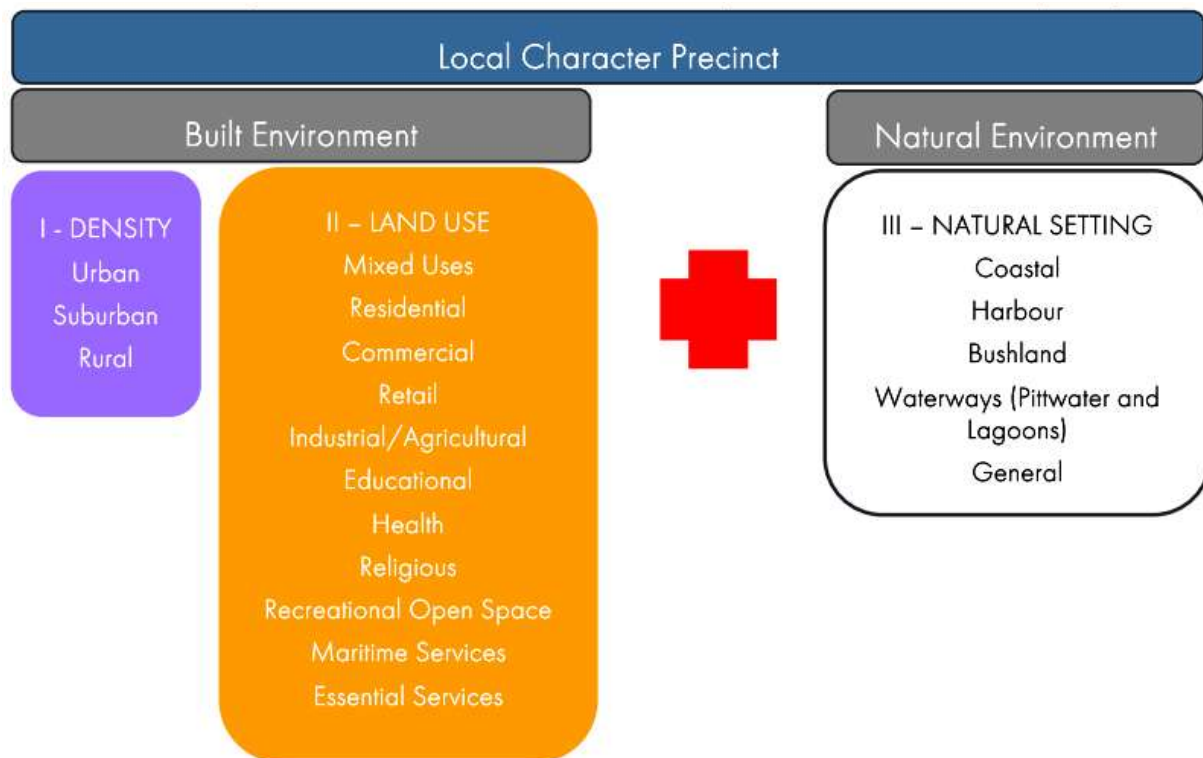 Local Character Precinct
Built Environment
Natural Environment
I - DENSITY
Urban
Suburban
Rural
II – LAND USE
Mixed Uses
Residential
Commercial
Retail
Industrial/Agricultural
Educational
Health
Religious
Recreational Open Space
Maritime Services
Essential Services
III – NATURAL SETTING
Coastal
Harbour
Bushland
Waterways (Pittwater and
Lagoons)
General